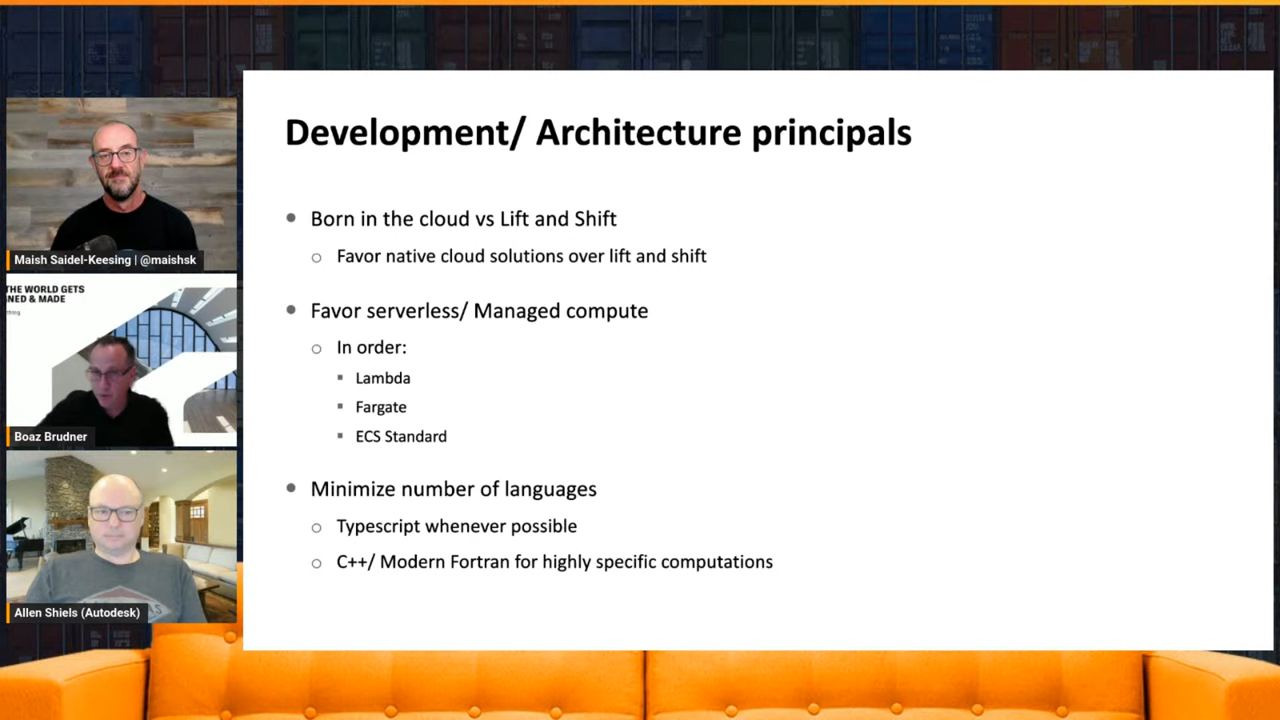 Maish Saidel-Keesing | @maishsk
THE WORLD GETS
NED & MADE
Boaz Brudner
Allen Shiels (Autodesk)
Development/ Architecture principals
Born in the cloud vs Lift and Shift
Favor native cloud solutions over lift and shift
Favor serverless/ Managed compute
In order:
Lambda
Fargate
ECS Standard
Minimize number of languages
Typescript whenever possible
C++/ Modern Fortran for highly specific computations